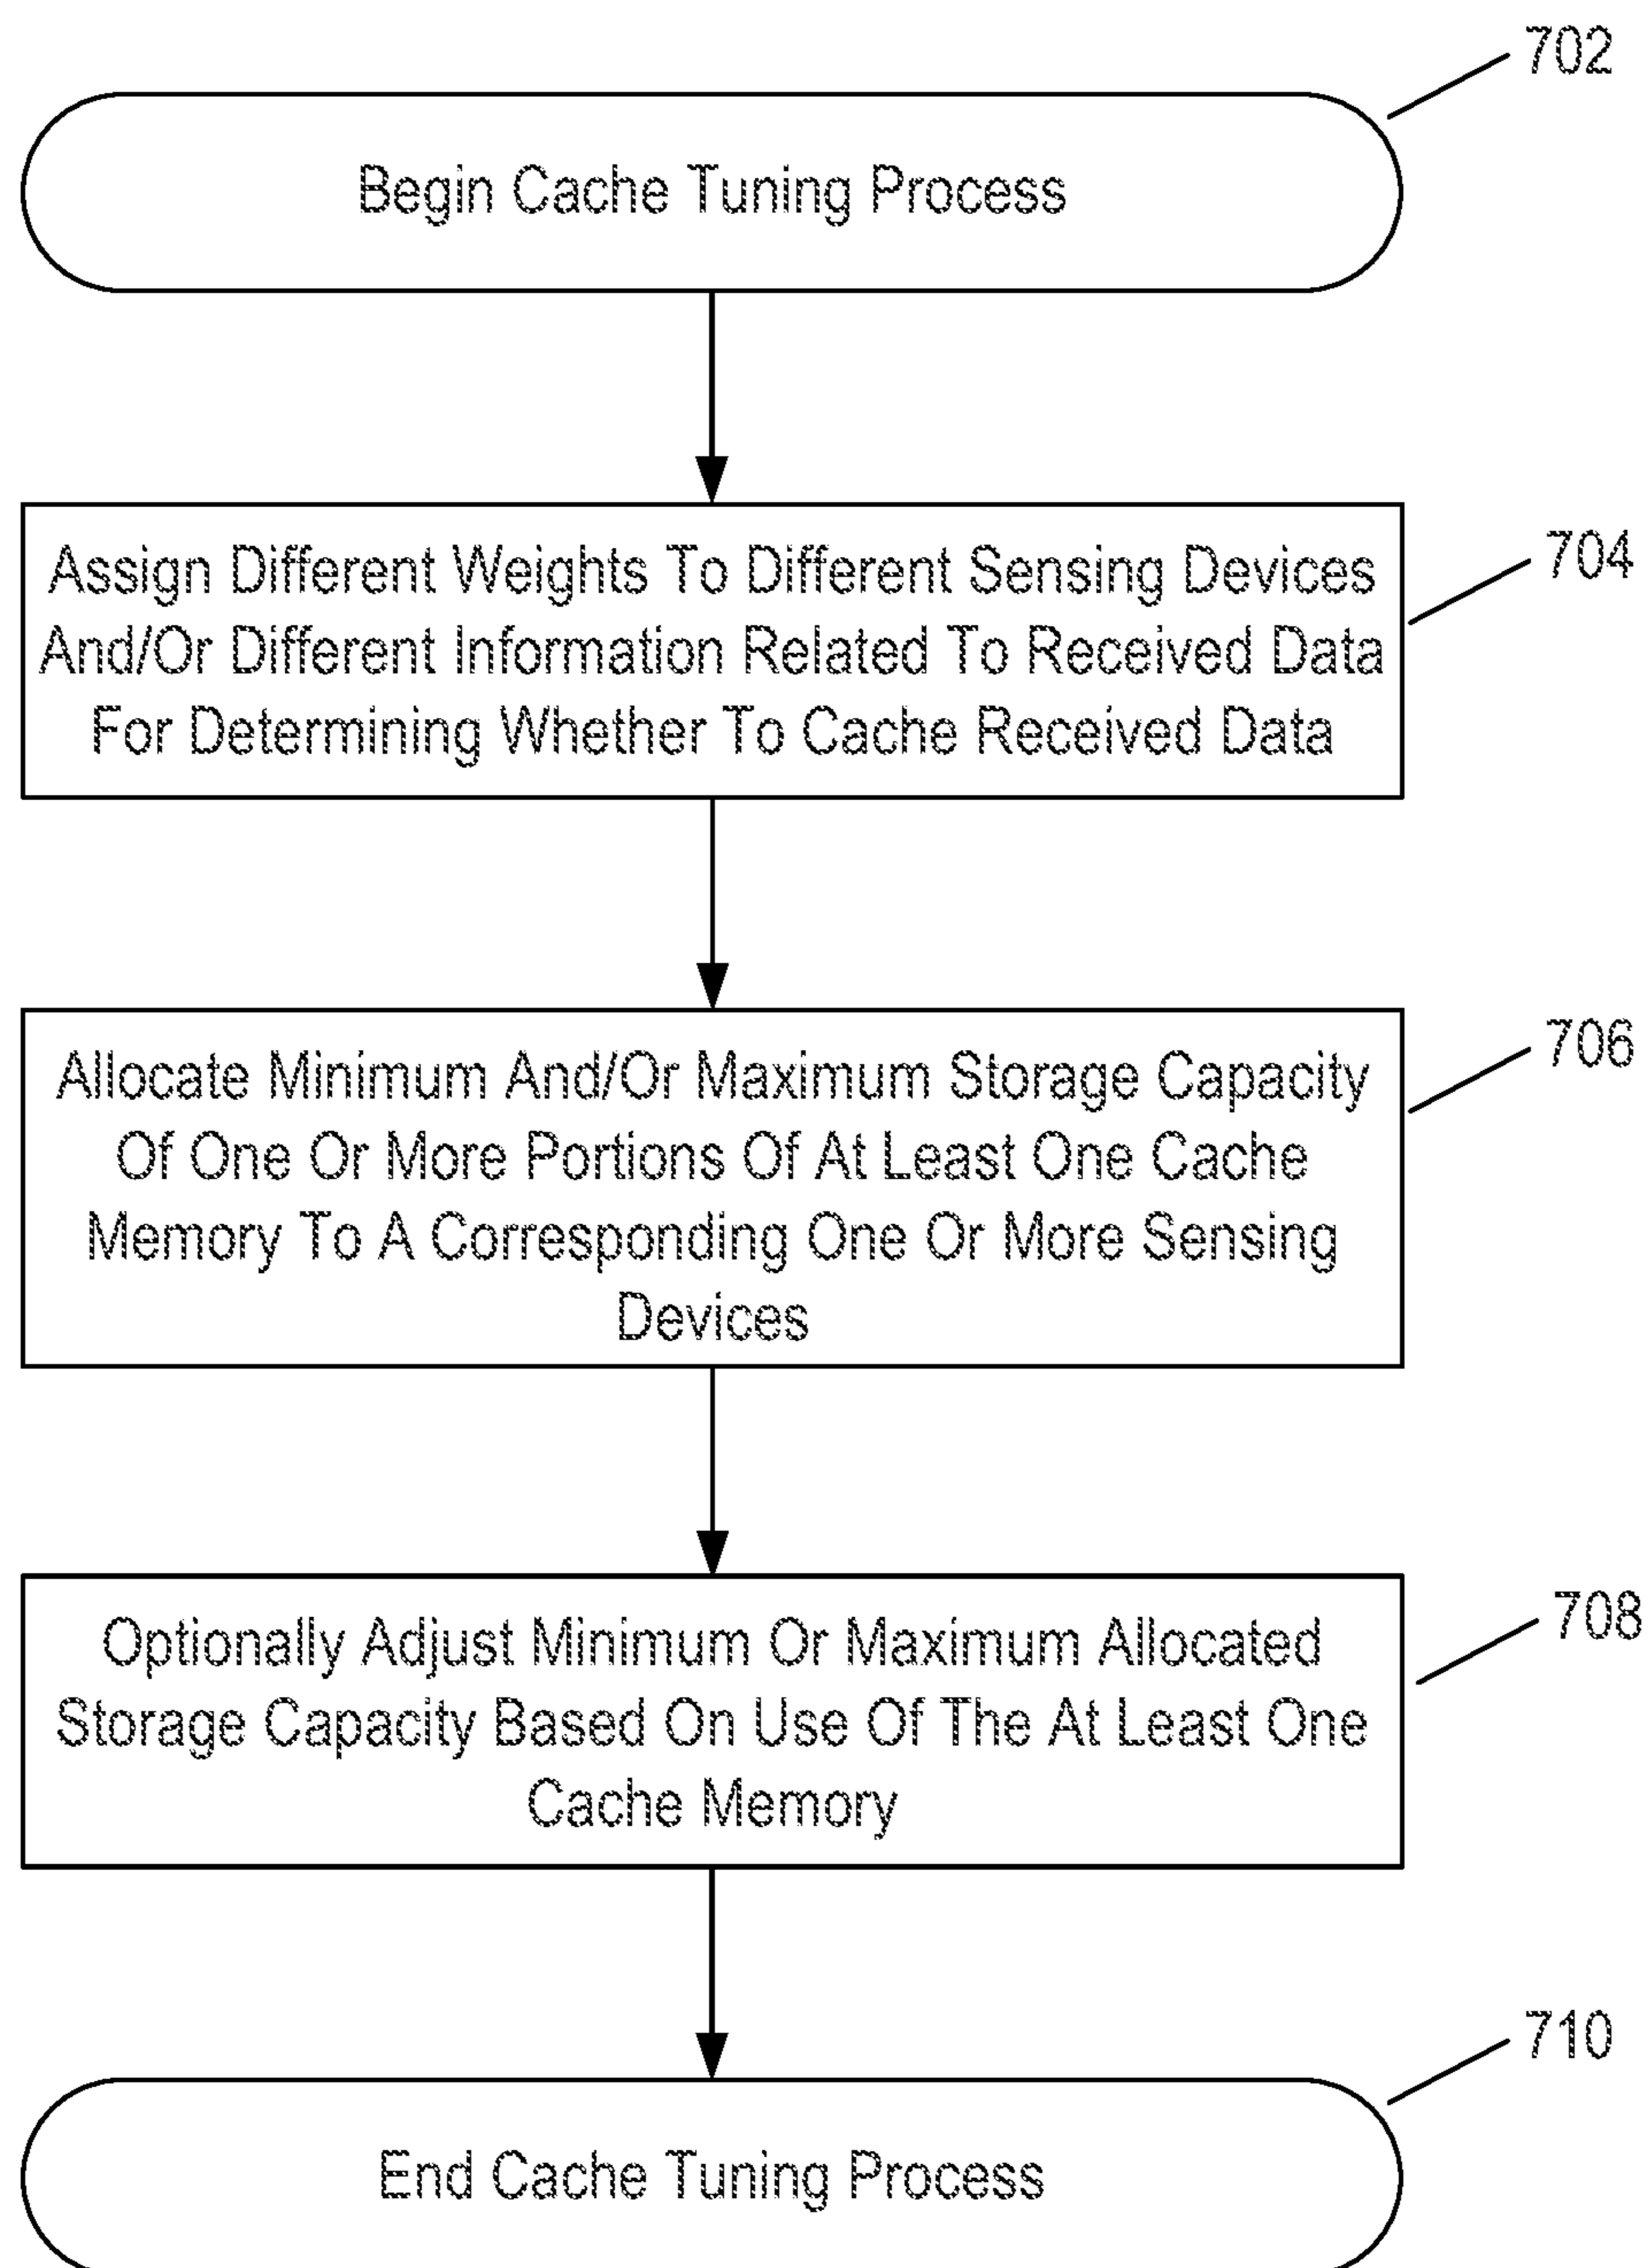 702
Begin Cache Tuning Process
Assign Different Weights To Different Sensing Devices
704
And/Or Different Information Related To Received Data
For Determining Whether To Cache Received Data
706
Allocate Minimum And/Or Maximum Storage Capacity
Of One Or More Portions Of At Least One Cache
Memory To A Corresponding One Or More Sensing
Devices
708
Optionally Adjust Minimum Or Maximum Allocated
Storage Capacity Based On Use Of The At Least One
Cache Memory
710
End Cache Tuning Process